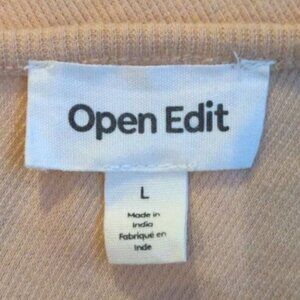 Open Edit
L
Made in
India
Fabriqué en
Inde